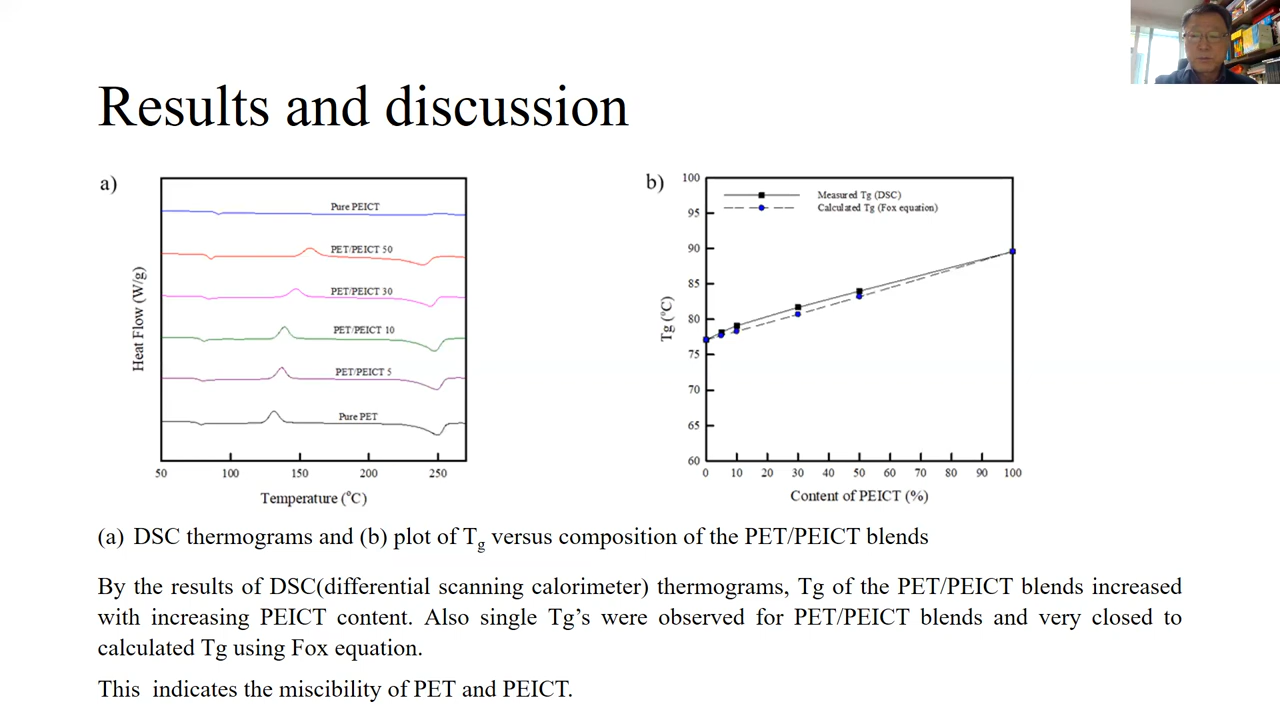 Results and discussion
a)
Pure PEICT
PET/PEICT 50
PET/PEICT 30
PET/PEICT 10
PET/PEICT 5
Pure PET
Heat Flow (W/g)
50 100 150 200 250
Temperature (°C)
b)
Measured Tg (DSC)
Calculated Tg (Fox equation)
100
95
90
85
80
75
70
65
60
Tg (°C)
0 10 20 30 40 50 60 70 80 90 100
Content of PEICT (%)
(a) DSC thermograms and (b) plot of Tg versus composition of the PET/PEICT blends
By the results of DSC(differential scanning calorimeter) thermograms, Tg of the PET/PEICT blends increased
with increasing PEICT content. Also single Tg’s were observed for PET/PEICT blends and very closed to
calculated Tg using Fox equation.
This indicates the miscibility of PET and PEICT.